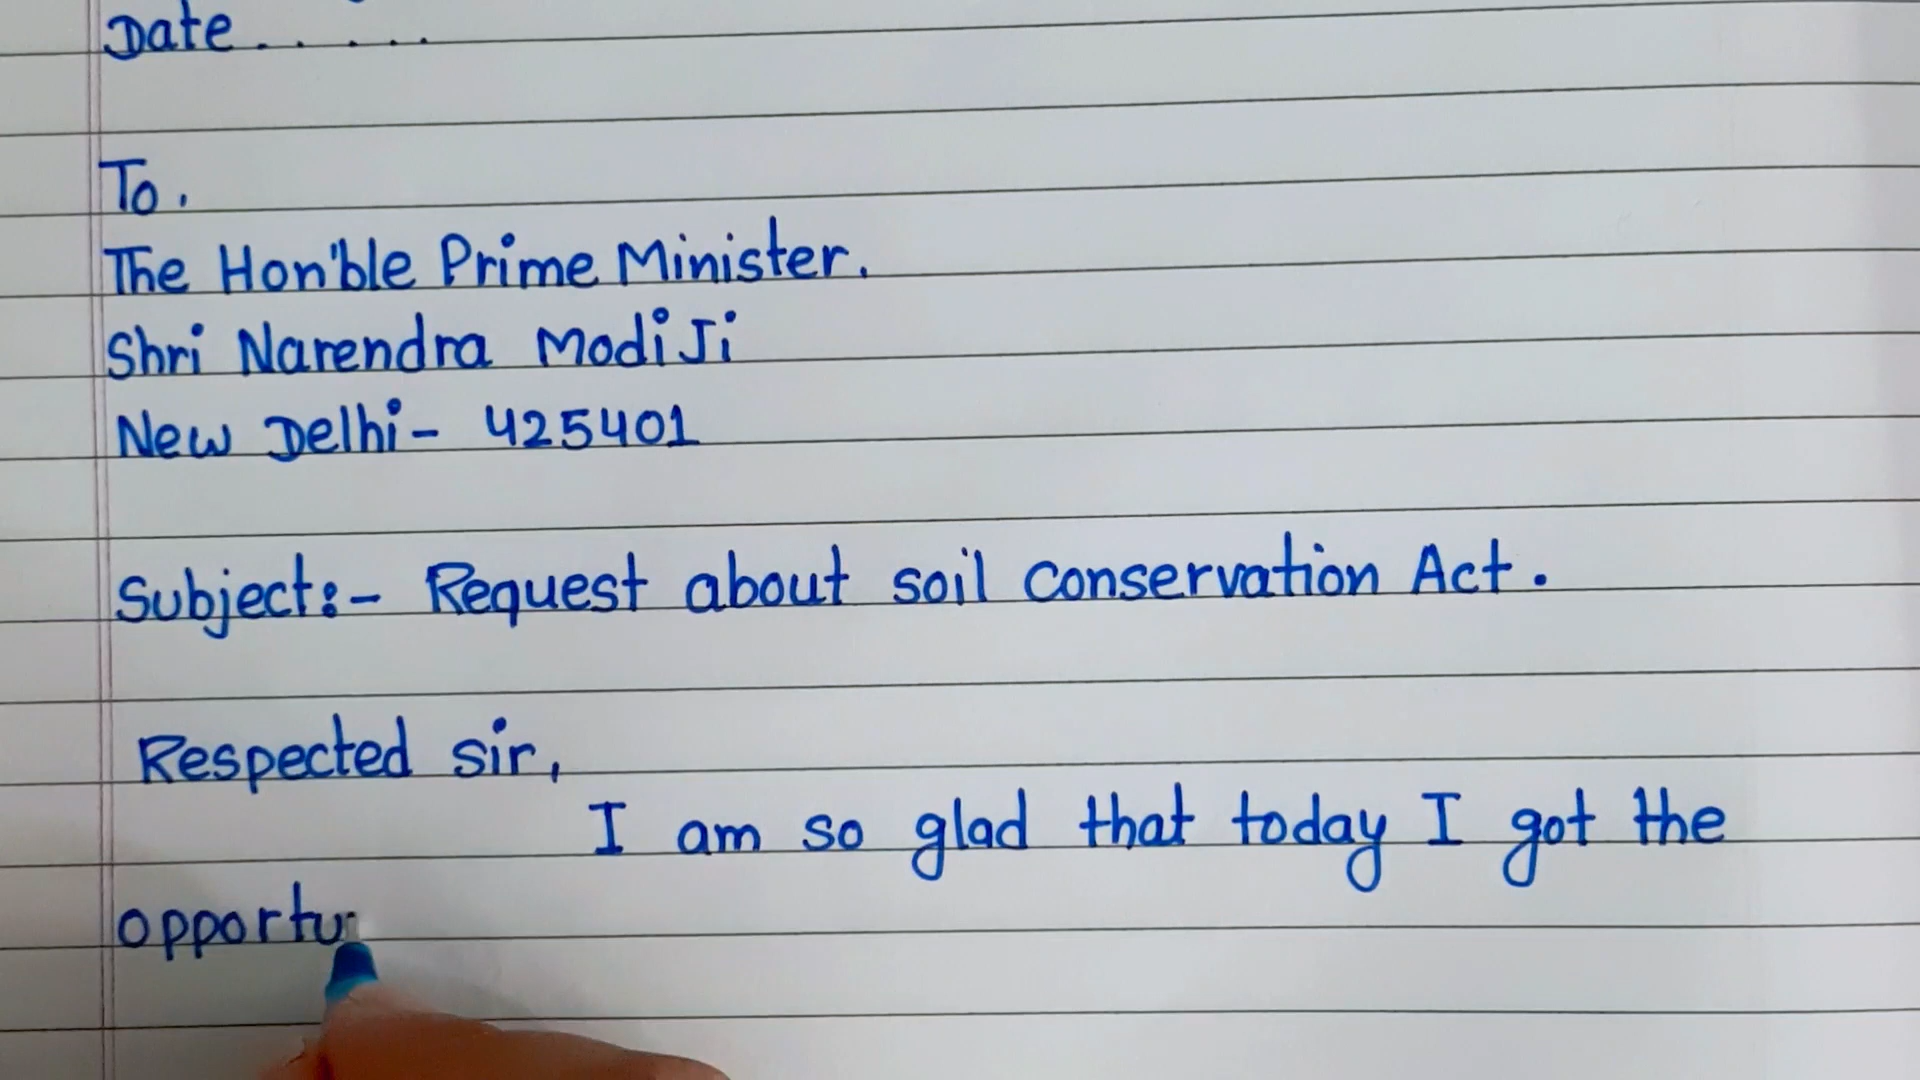 Date......
To.
The Hon'ble Prime Minister.
Shri Narendra Modi Ji
New Delhi- 425401
Subject:- Request about soil conservation Act.
Respected sir,
I am so glad that today I got the
opportu